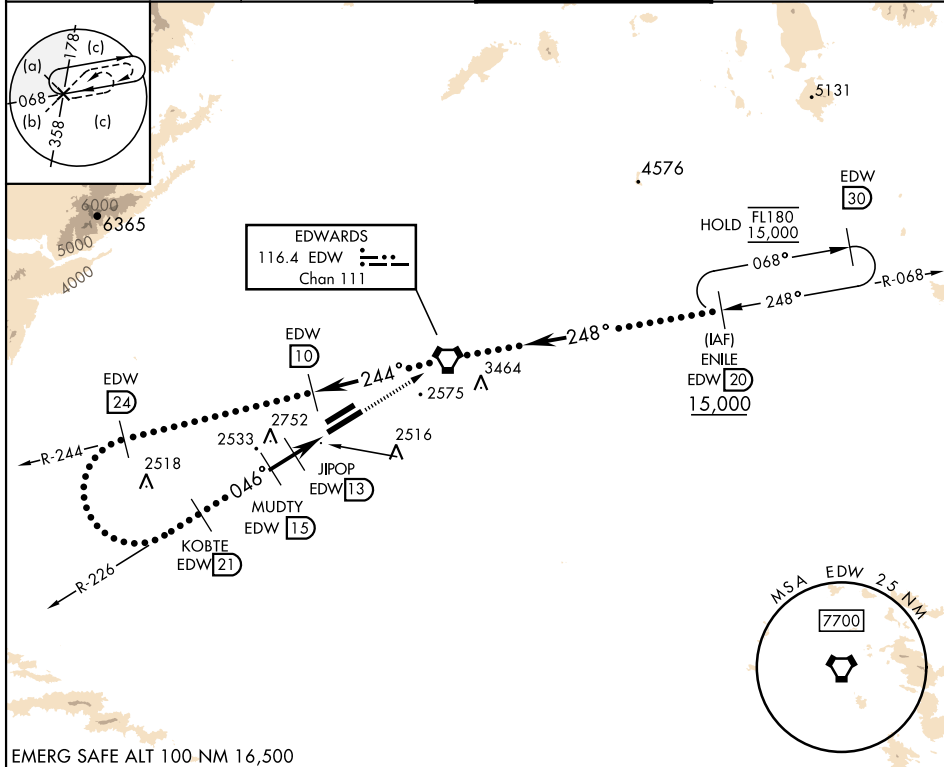 178
(c)
(a)
068
(b)
358
(c)
5131
4576
EDW
30
HOLD FL180
15,000
068°
R-068
248°
6000
6365
5000
4000
EDWARDS
116.4 EDW
Chan 111
248°
(IAF)
ENILE
EDW 20
15,000
EDW
10
244°
3464
2575
EDW
24
2752
2533
2516
R-244
2518
046°
JIPOP
EDW 13
MUDTY
EDW 15
KOBTE
EDW 21
R-226
MSA EDW 25 NM
7700
EMERG SAFE ALT 100 NM 16,500